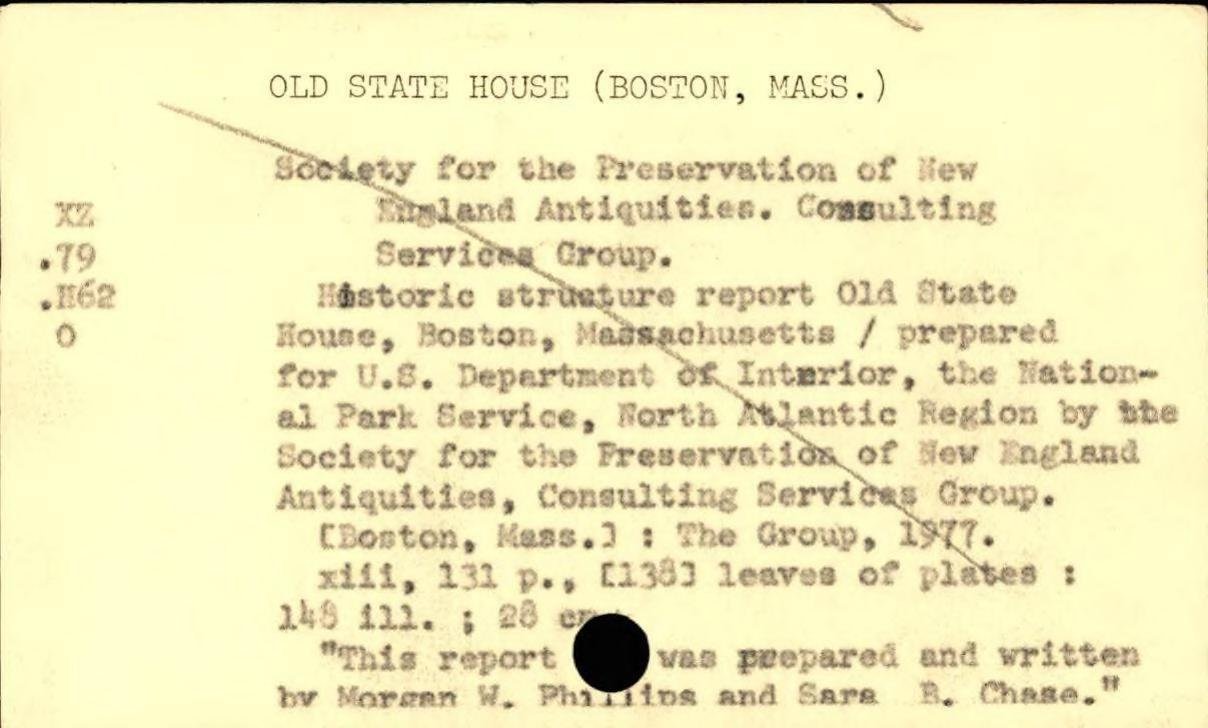 OLD STATE HOUSE (BOSTON, MASS.)
Society for the Preservation of New
XZ England Antiquities. Consulting
.79 Services Group.
.H62 Historic structure report Old State
O House, Boston, Massachusetts / prepared
for U.S. Department of Interior, the Nation-
al Park Service, North Atlantic Region by the
Society for the Preservation of New England
Antiquities, Consulting Services Group.
[Boston, Mass.] : The Group, 1977.
xiii, 131 p., [138] leaves of plates :
148 ill. ; 28 cm.
"This report was prepared and written
by Morgan W. Phillips and Sara B. Chase."